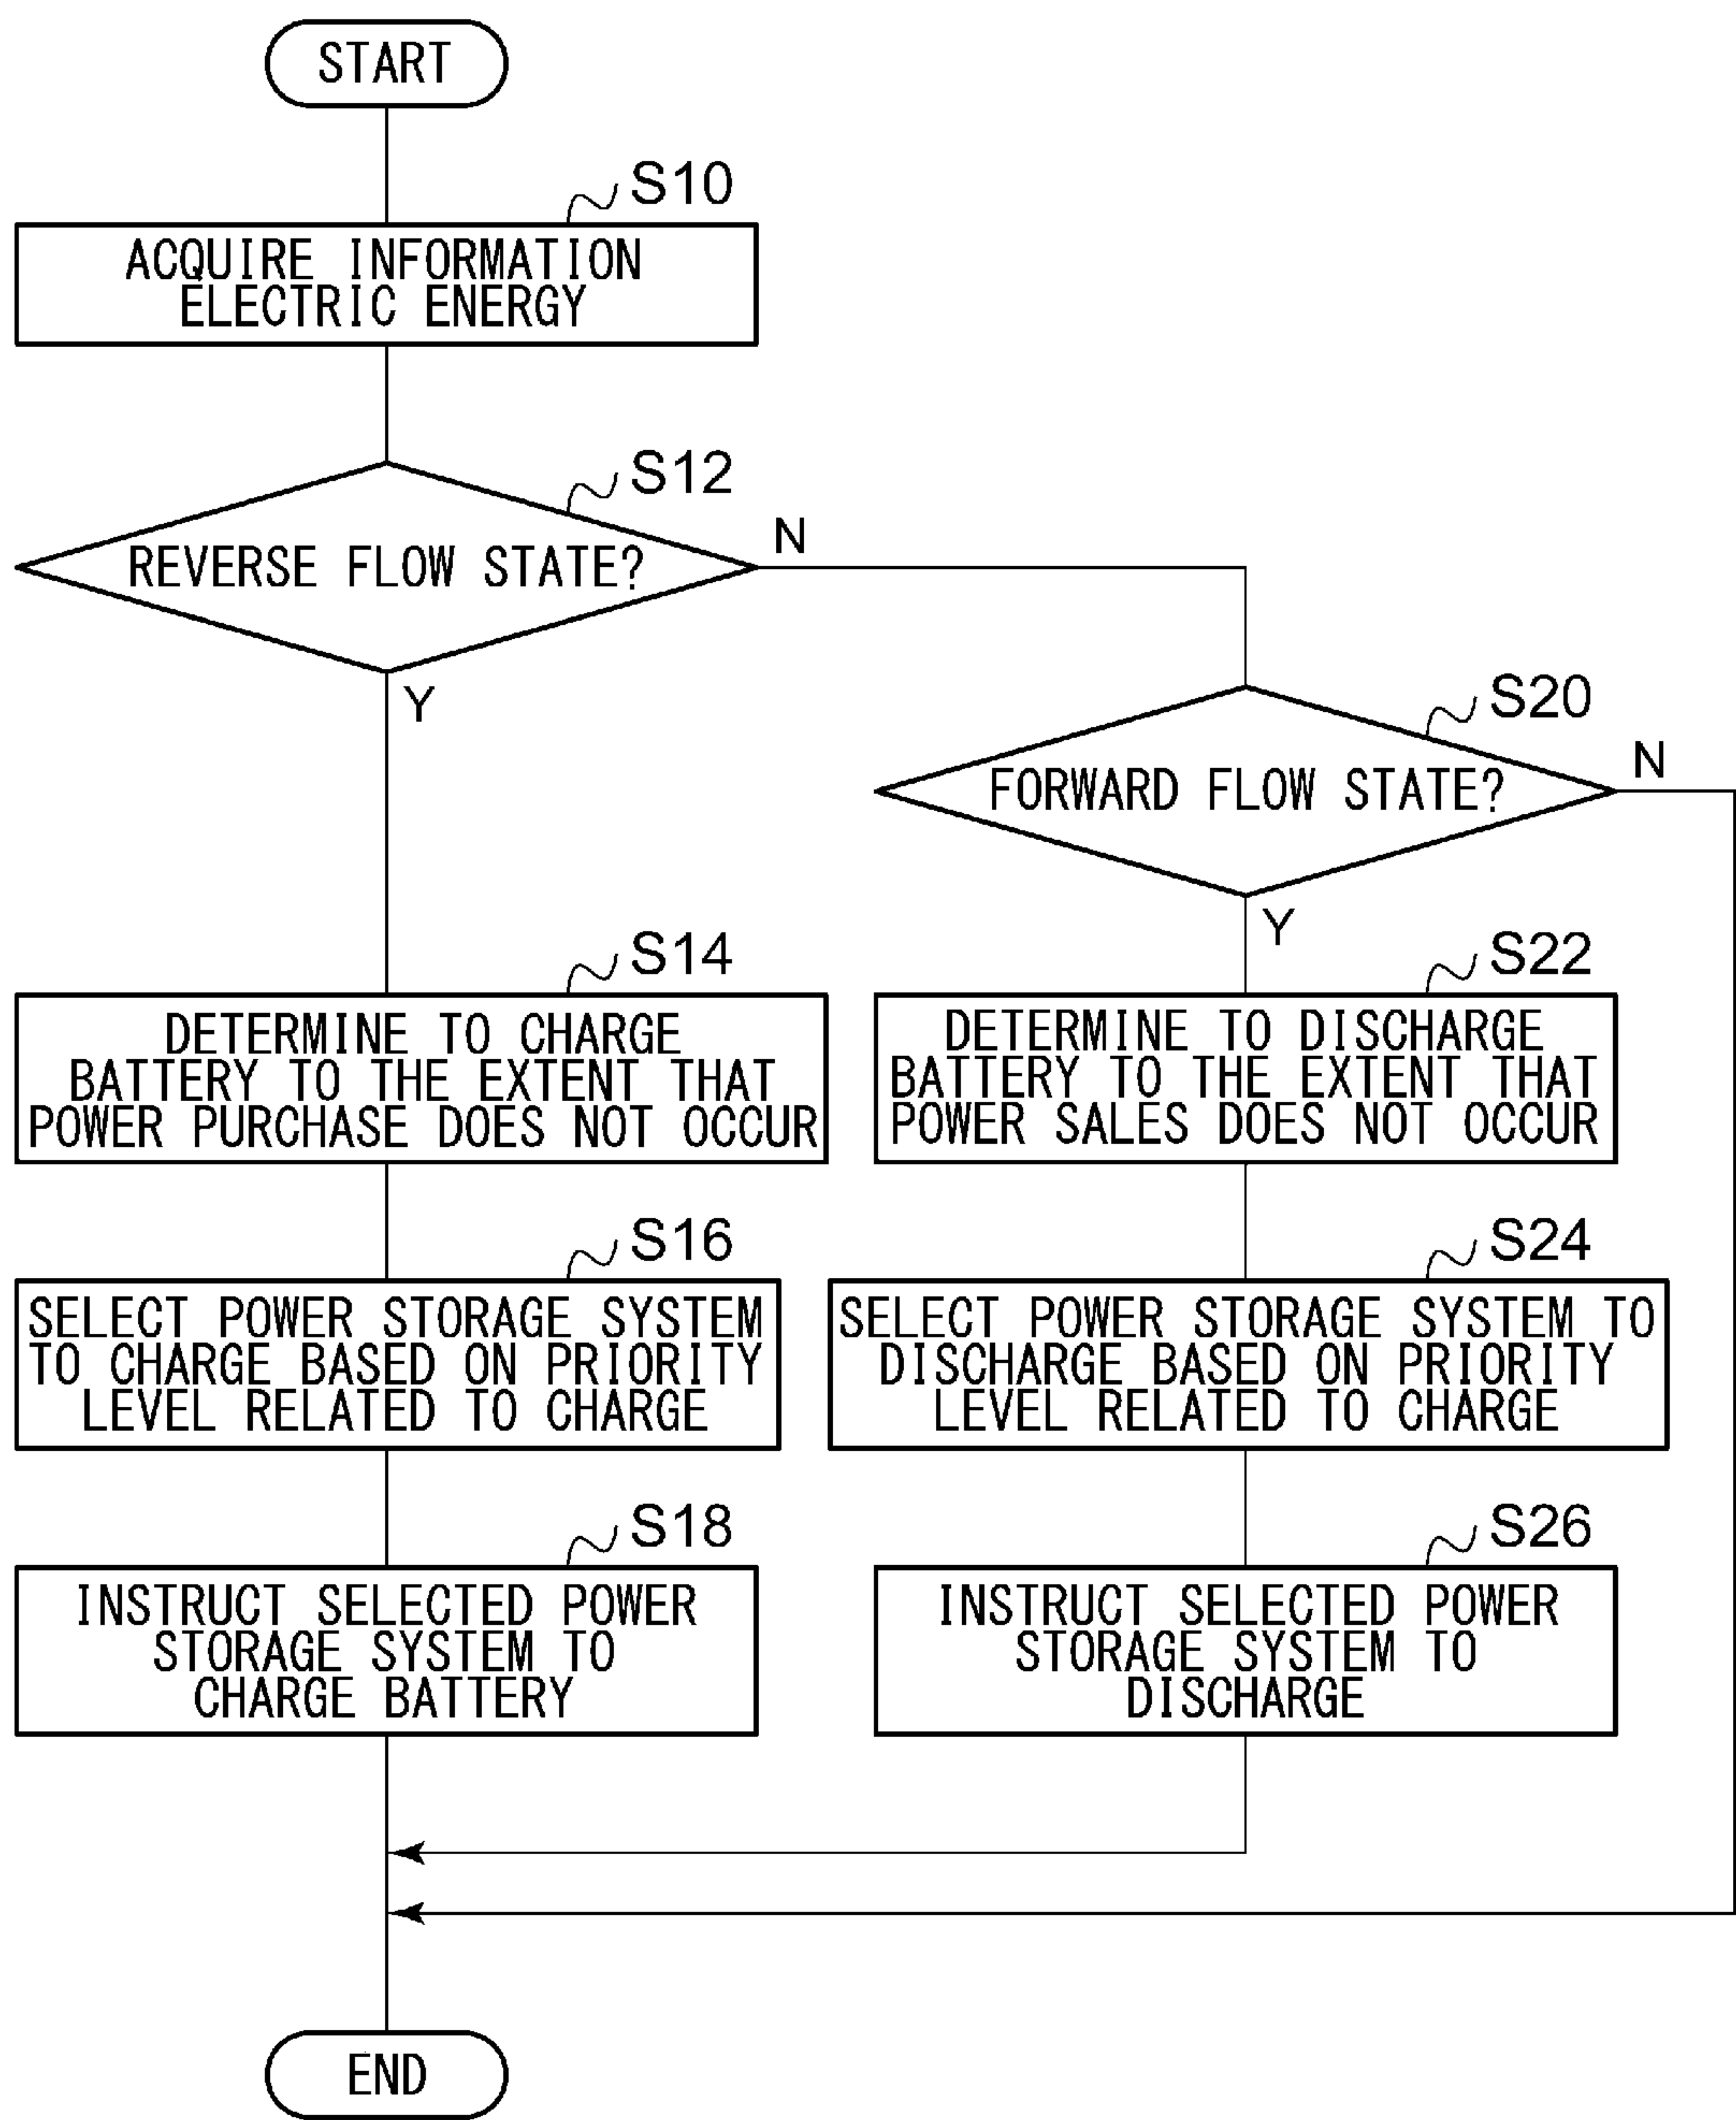 START
S10
ACQUIRE INFORMATION
ELECTRIC ENERGY
S12
REVERSE FLOW STATE?
N
Y
S20
FORWARD FLOW STATE?
N
Y
S14
DETERMINE TO CHARGE
BATTERY TO THE EXTENT THAT
POWER PURCHASE DOES NOT OCCUR
S22
DETERMINE TO DISCHARGE
BATTERY TO THE EXTENT THAT
POWER SALES DOES NOT OCCUR
S16
SELECT POWER STORAGE SYSTEM
TO CHARGE BASED ON PRIORITY
LEVEL RELATED TO CHARGE
S24
SELECT POWER STORAGE SYSTEM TO
DISCHARGE BASED ON PRIORITY
LEVEL RELATED TO CHARGE
S18
INSTRUCT SELECTED POWER
STORAGE SYSTEM TO
CHARGE BATTERY
S26
INSTRUCT SELECTED POWER
STORAGE SYSTEM TO
DISCHARGE
END